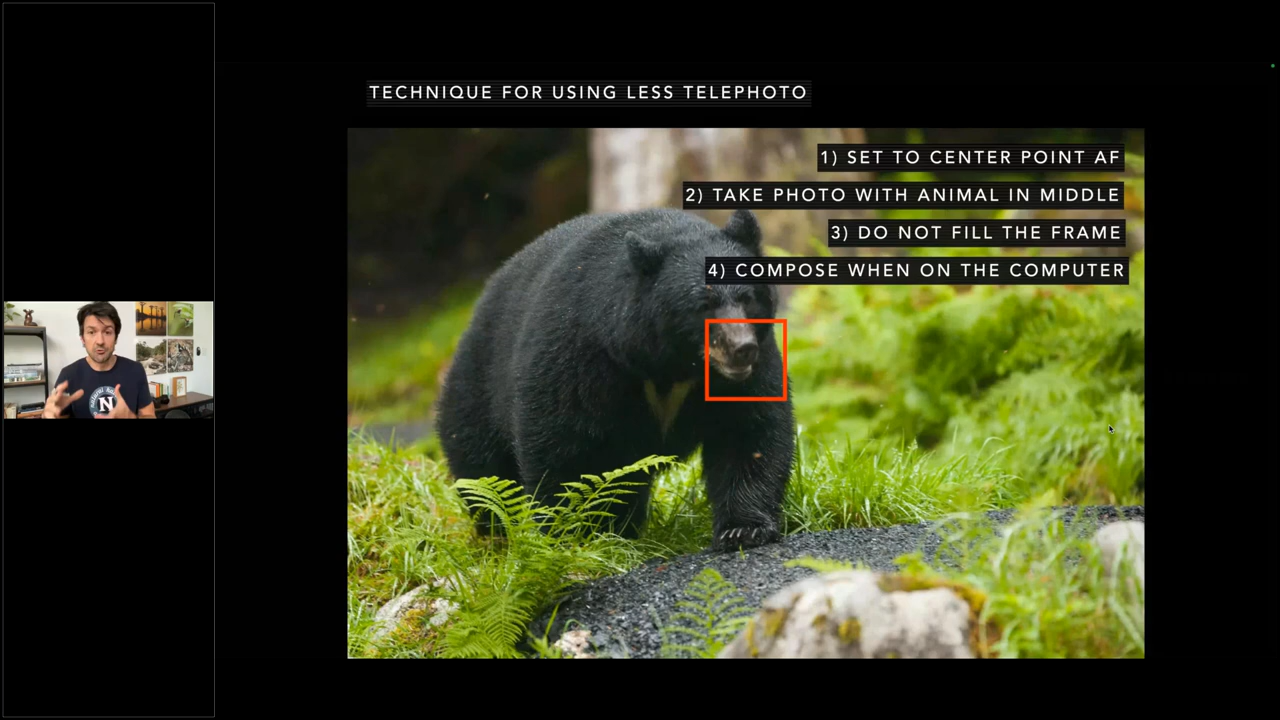 TECHNIQUE FOR USING LESS TELEPHOTO
1) SET TO CENTER POINT AF
2) TAKE PHOTO WITH ANIMAL IN MIDDLE
3) DO NOT FILL THE FRAME
4) COMPOSE WHEN ON THE COMPUTER
N